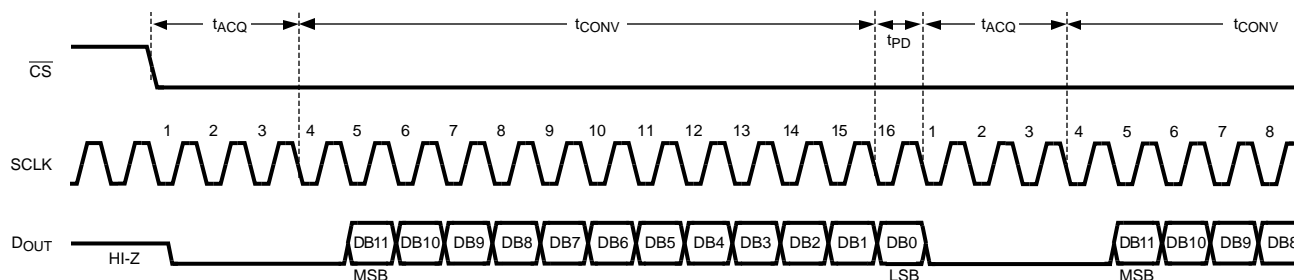 tACQ tCONV tPD tACQ tCONV
CS
1 2 3 4 5 6 7 8 9 10 11 12 13 14 15 16 1 2 3 4 5 6 7 8
SCLK
DOUT HI-Z DB11 DB10 DB9 DB8 DB7 DB6 DB5 DB4 DB3 DB2 DB1 DB0 DB11 DB10 DB9 DB8
MSB LSB MSB